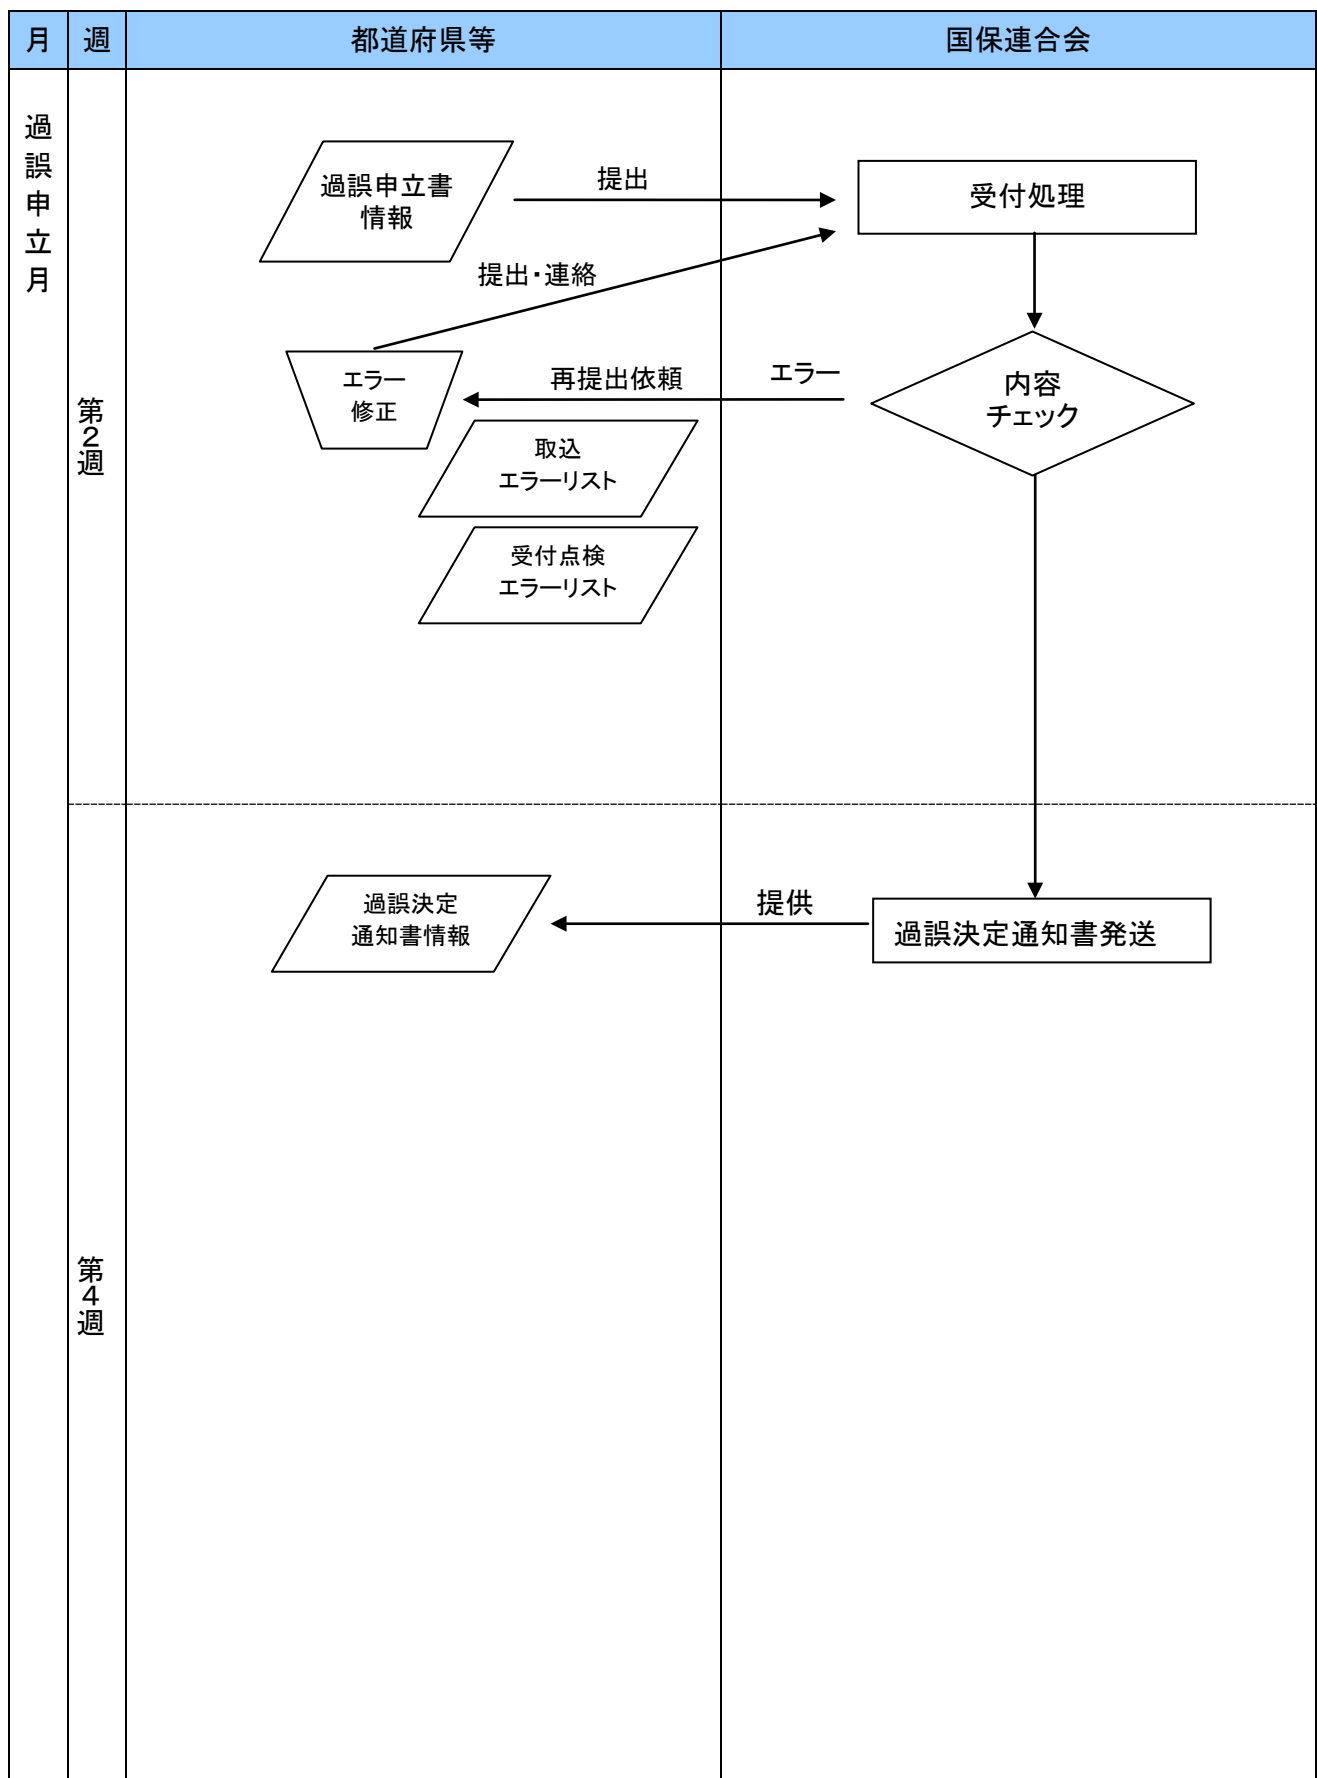 月 週 都道府県等 国保連合会
過誤申立月
過誤申立書
情報
提出
受付処理
提出・連絡
エラー
修正
再提出依頼
エラー
内容
チェック
第２週
取込
エラーリスト
受付点検
エラーリスト
過誤決定
通知書情報
提供
過誤決定通知書発送
第４週